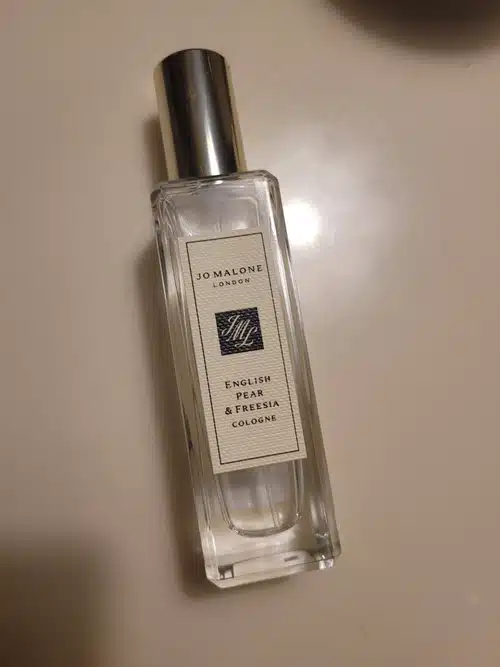 JO MALONE
LONDON
JML
ENGLISH
PEAR
& FREESIA
COLOGNE